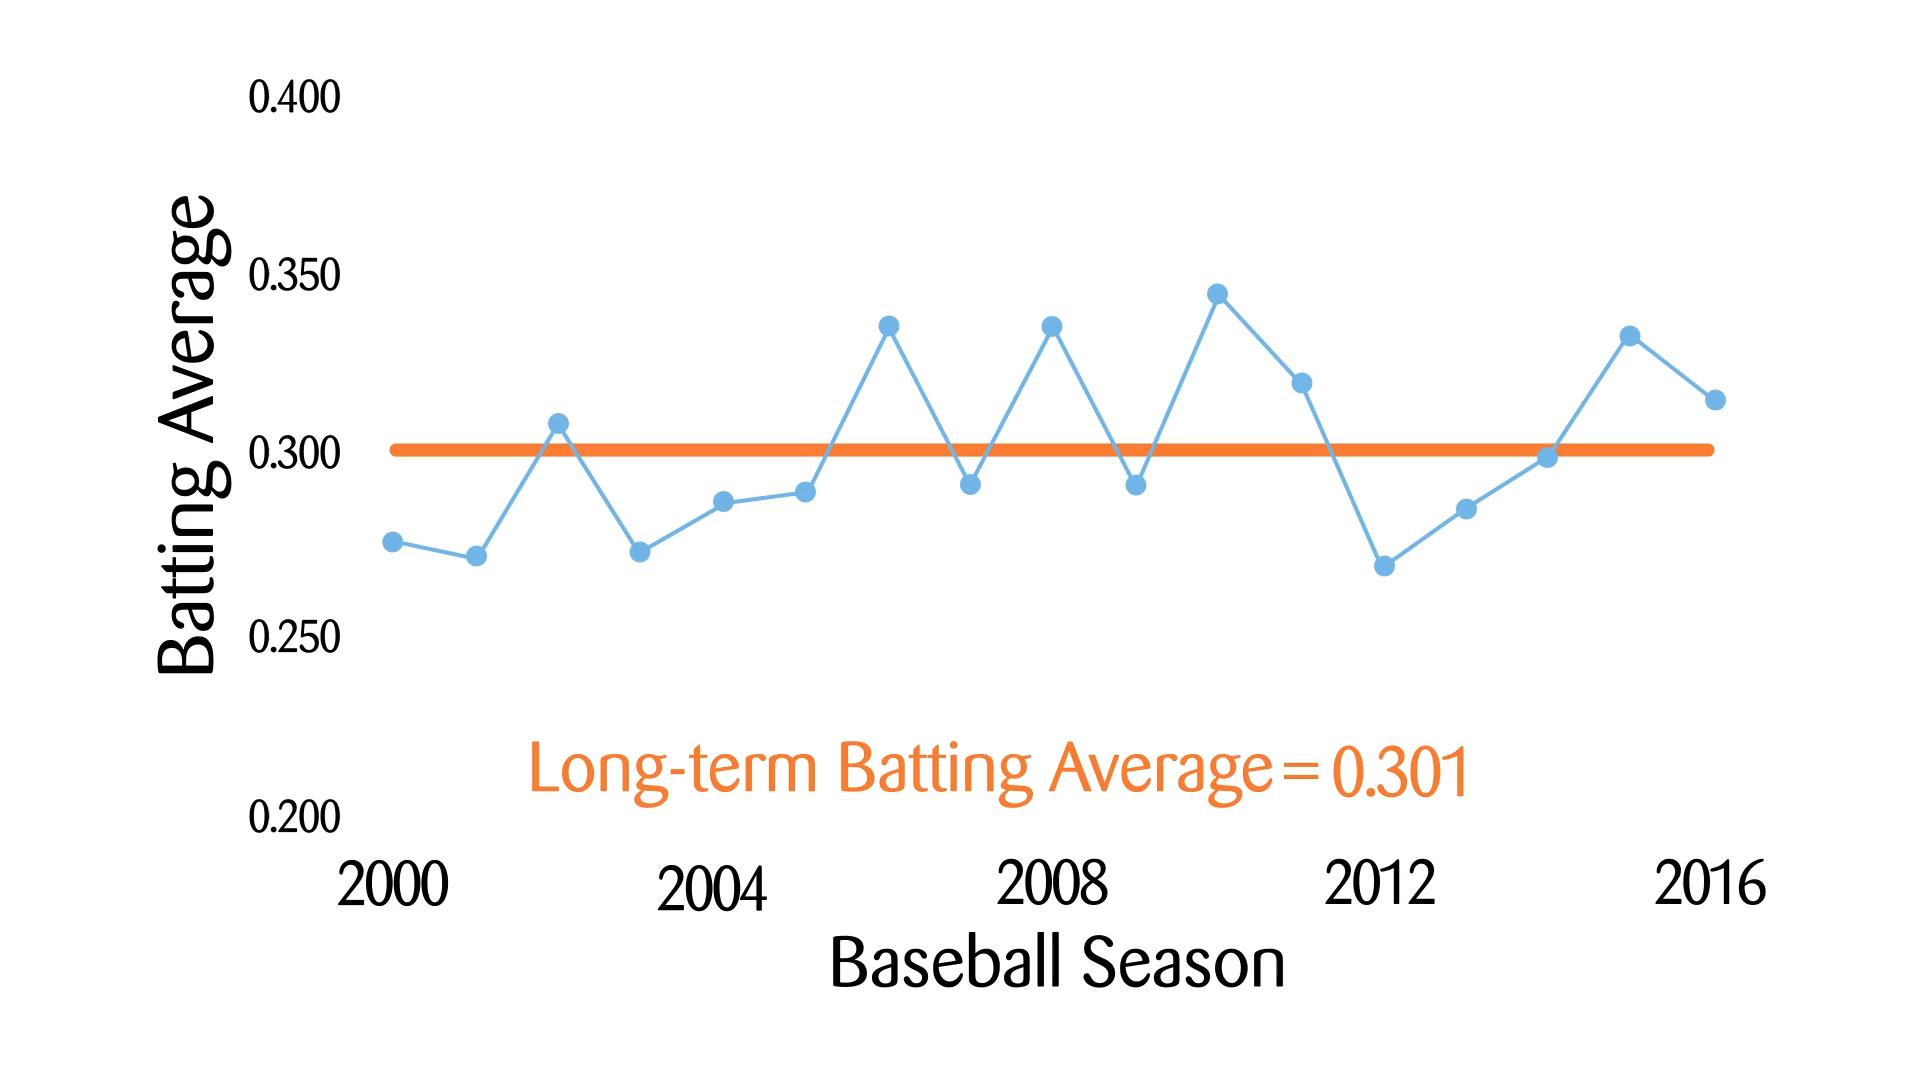 0.400
0.350
0.300
0.250
0.200
Batting Average
Long-term Batting Average = 0.301
2000 2004 2008 2012 2016
Baseball Season